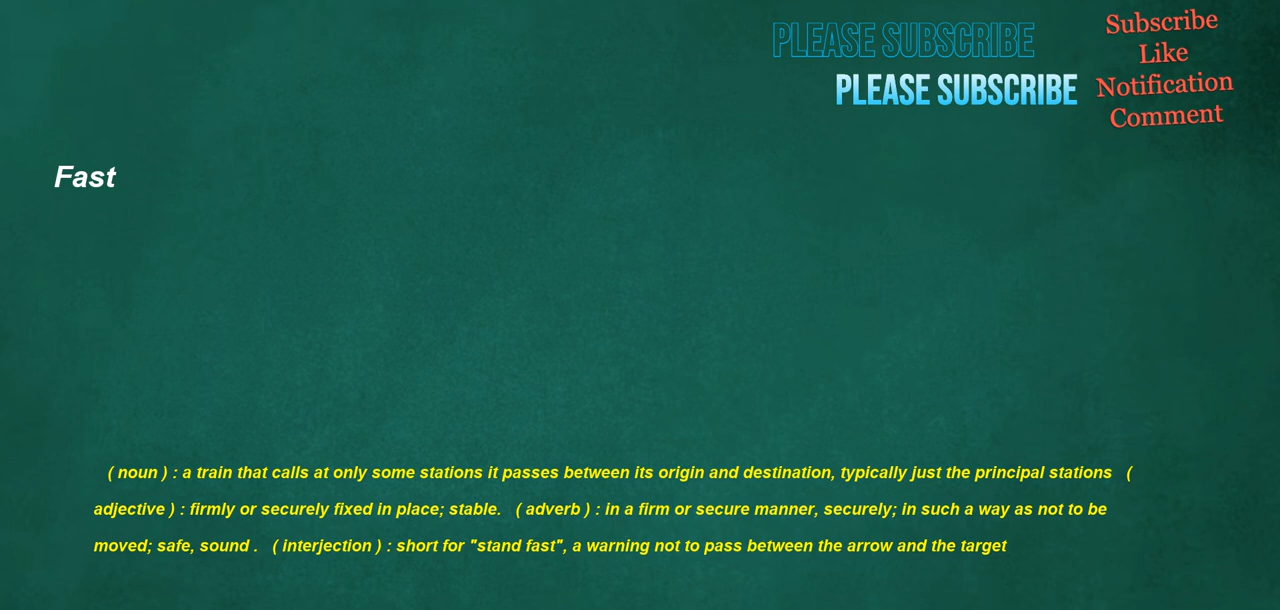 PLEASE SUBSCRIBE
PLEASE SUBSCRIBE
Subscribe
Like
Notification
Comment
Fast
( noun ) : a train that calls at only some stations it passes between its origin and destination, typically just the principal stations (
adjective ) : firmly or securely fixed in place; stable. ( adverb ) : in a firm or secure manner, securely; in such a way as not to be
moved; safe, sound . ( interjection ) : short for "stand fast", a warning not to pass between the arrow and the target